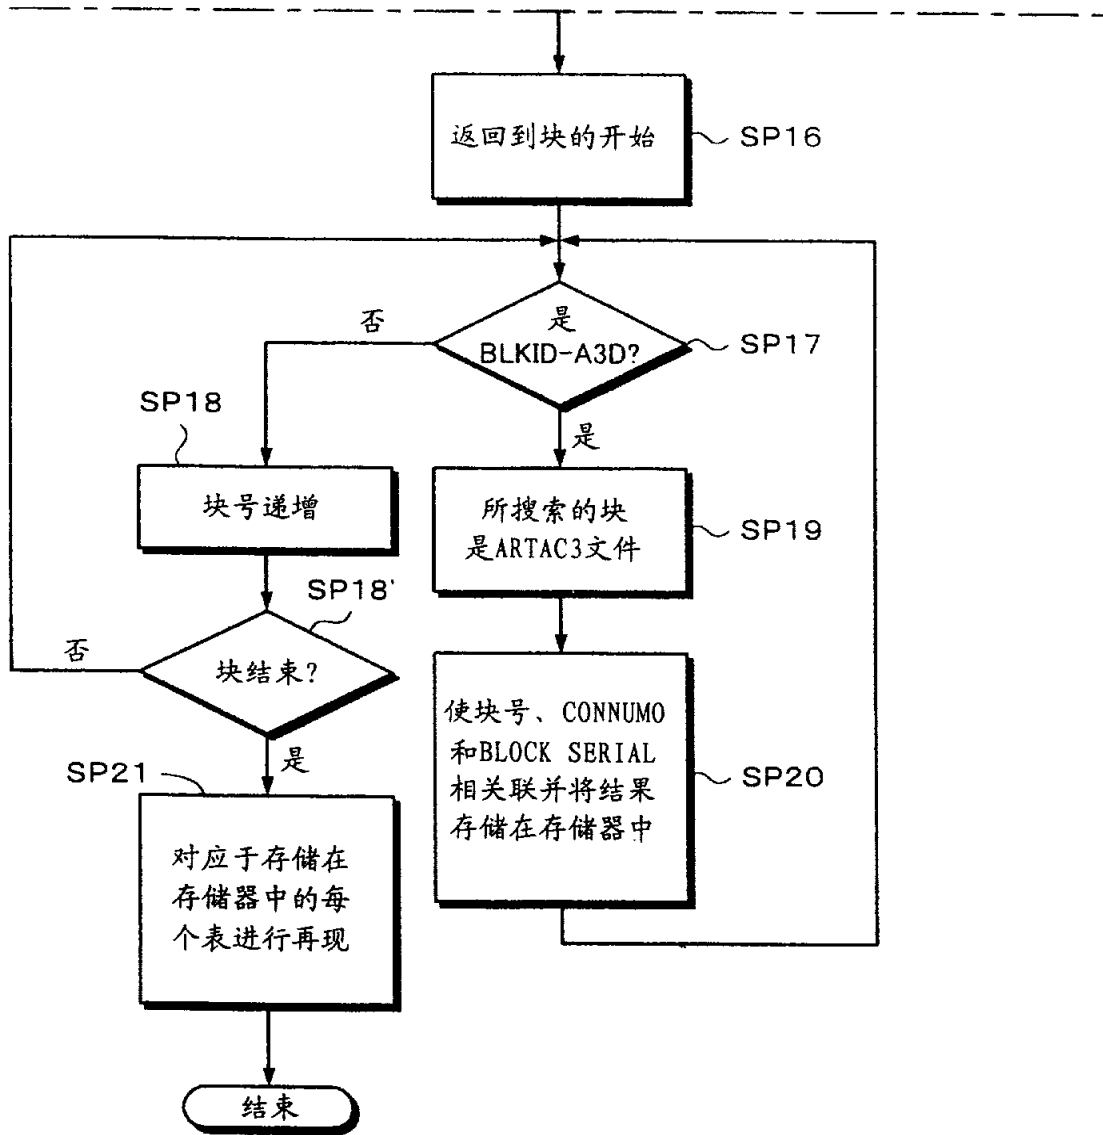 返回到块的开始
SP16
否
是
BLKID-A3D?
SP17
SP18
是
块号递增
所搜索的块
是ARTAC3文件
SP19
SP18'
否
块结束?
使块号、CONNUMO
和BLOCK SERIAL
相关联并将结果
存储在存储器中
SP20
SP21
是
对应于存储在
存储器中的每
个表进行再现
结束